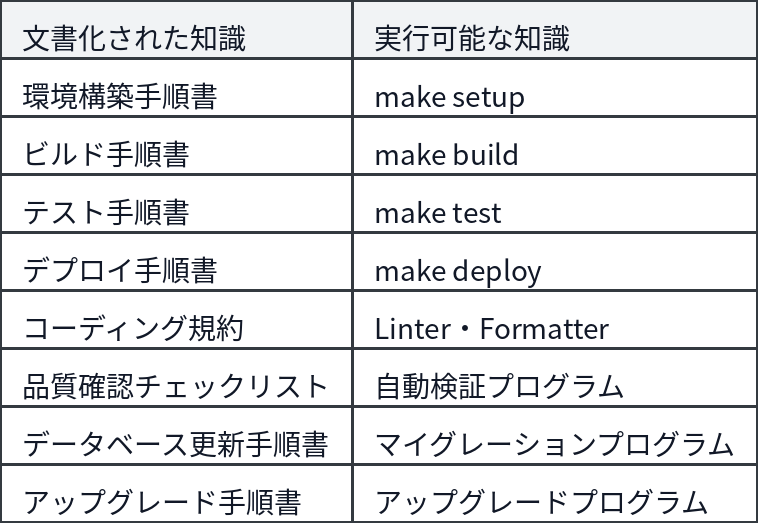 文書化された知識 実行可能な知識
環境構築手順書 make setup
ビルド手順書 make build
テスト手順書 make test
デプロイ手順書 make deploy
コーディング規約 Linter・Formatter
品質確認チェックリスト 自動検証プログラム
データベース更新手順書 マイグレーションプログラム
アップグレード手順書 アップグレードプログラム